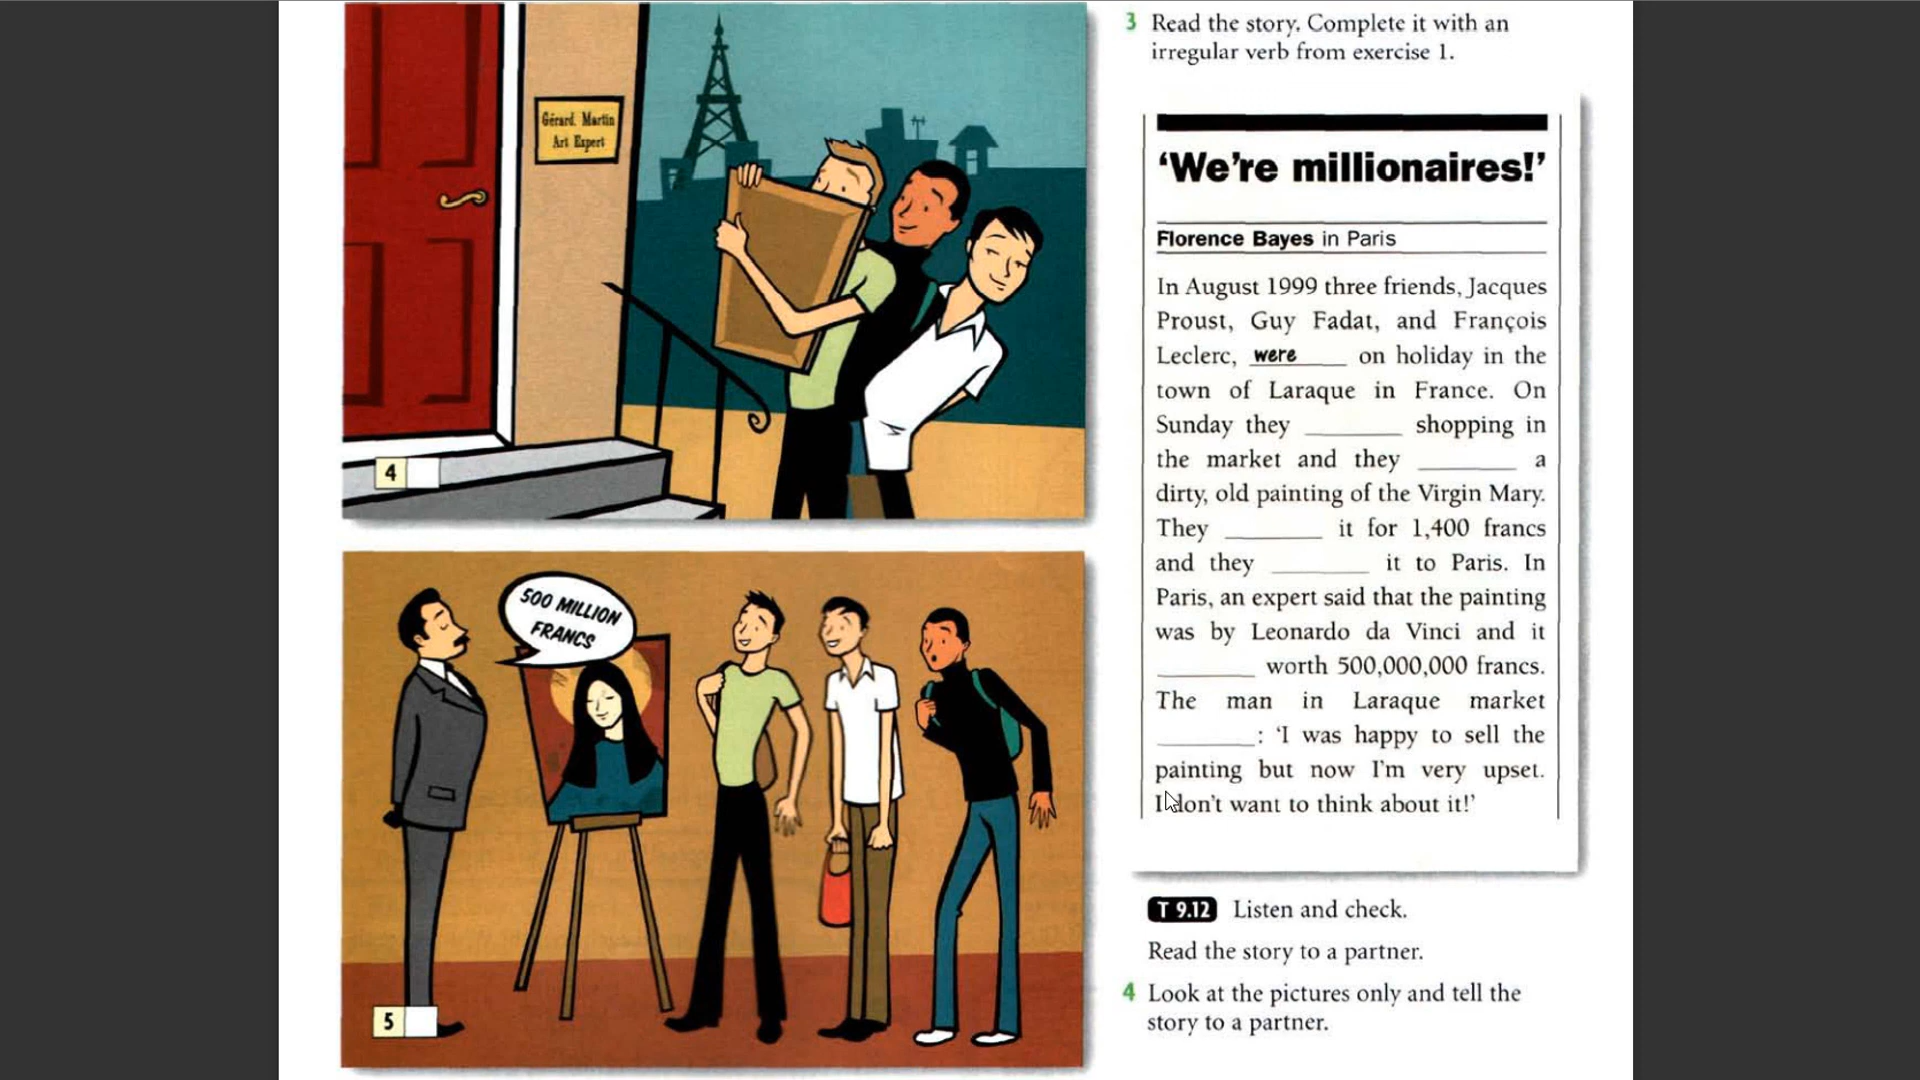 Gérard. Martin
Art Expert
4
500 MILLION
FRANCS
5
3 Read the story. Complete it with an
irregular verb from exercise 1.
‘We’re millionaires!’
Florence Bayes in Paris
In August 1999 three friends, Jacques
Proust, Guy Fadat, and François
Leclerc, were______ on holiday in the
town of Laraque in France. On
Sunday they ________ shopping in
the market and they ________ a
dirty, old painting of the Virgin Mary.
They ________ it for 1,400 francs
and they ________ it to Paris. In
Paris, an expert said that the painting
was by Leonardo da Vinci and it
________ worth 500,000,000 francs.
The man in Laraque market
________: ‘I was happy to sell the
painting but now I’m very upset.
I don’t want to think about it!’
T 9.12 Listen and check.
Read the story to a partner.
4 Look at the pictures only and tell the
story to a partner.